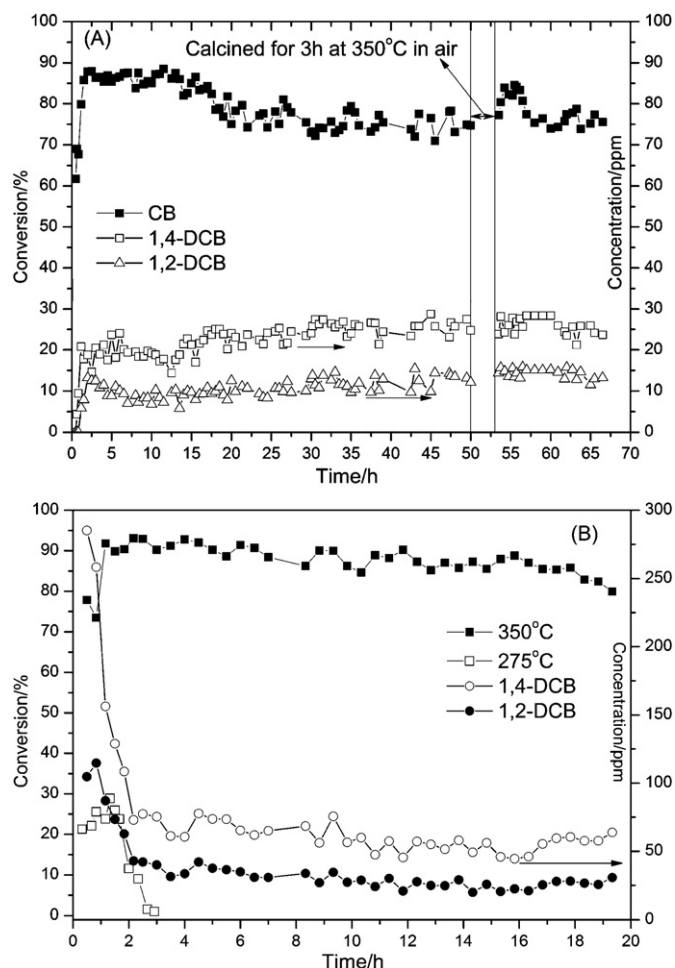 (A)
Calcined for 3h at 350°C in air
100
90
80
70
60
50
40
30
20
10
0
Conversion/%
100
90
80
70
60
50
40
30
20
10
0
Concentration/ppm
CB
1,4-DCB
1,2-DCB
0 5 10 15 20 25 30 35 40 45 50 55 60 65 70
Time/h
(B)
100
90
80
70
60
50
40
30
20
10
0
Conversion/%
300
250
200
150
100
50
0
Concentration/ppm
350°C
275°C
1,4-DCB
1,2-DCB
0 2 4 6 8 10 12 14 16 18 20
Time/h